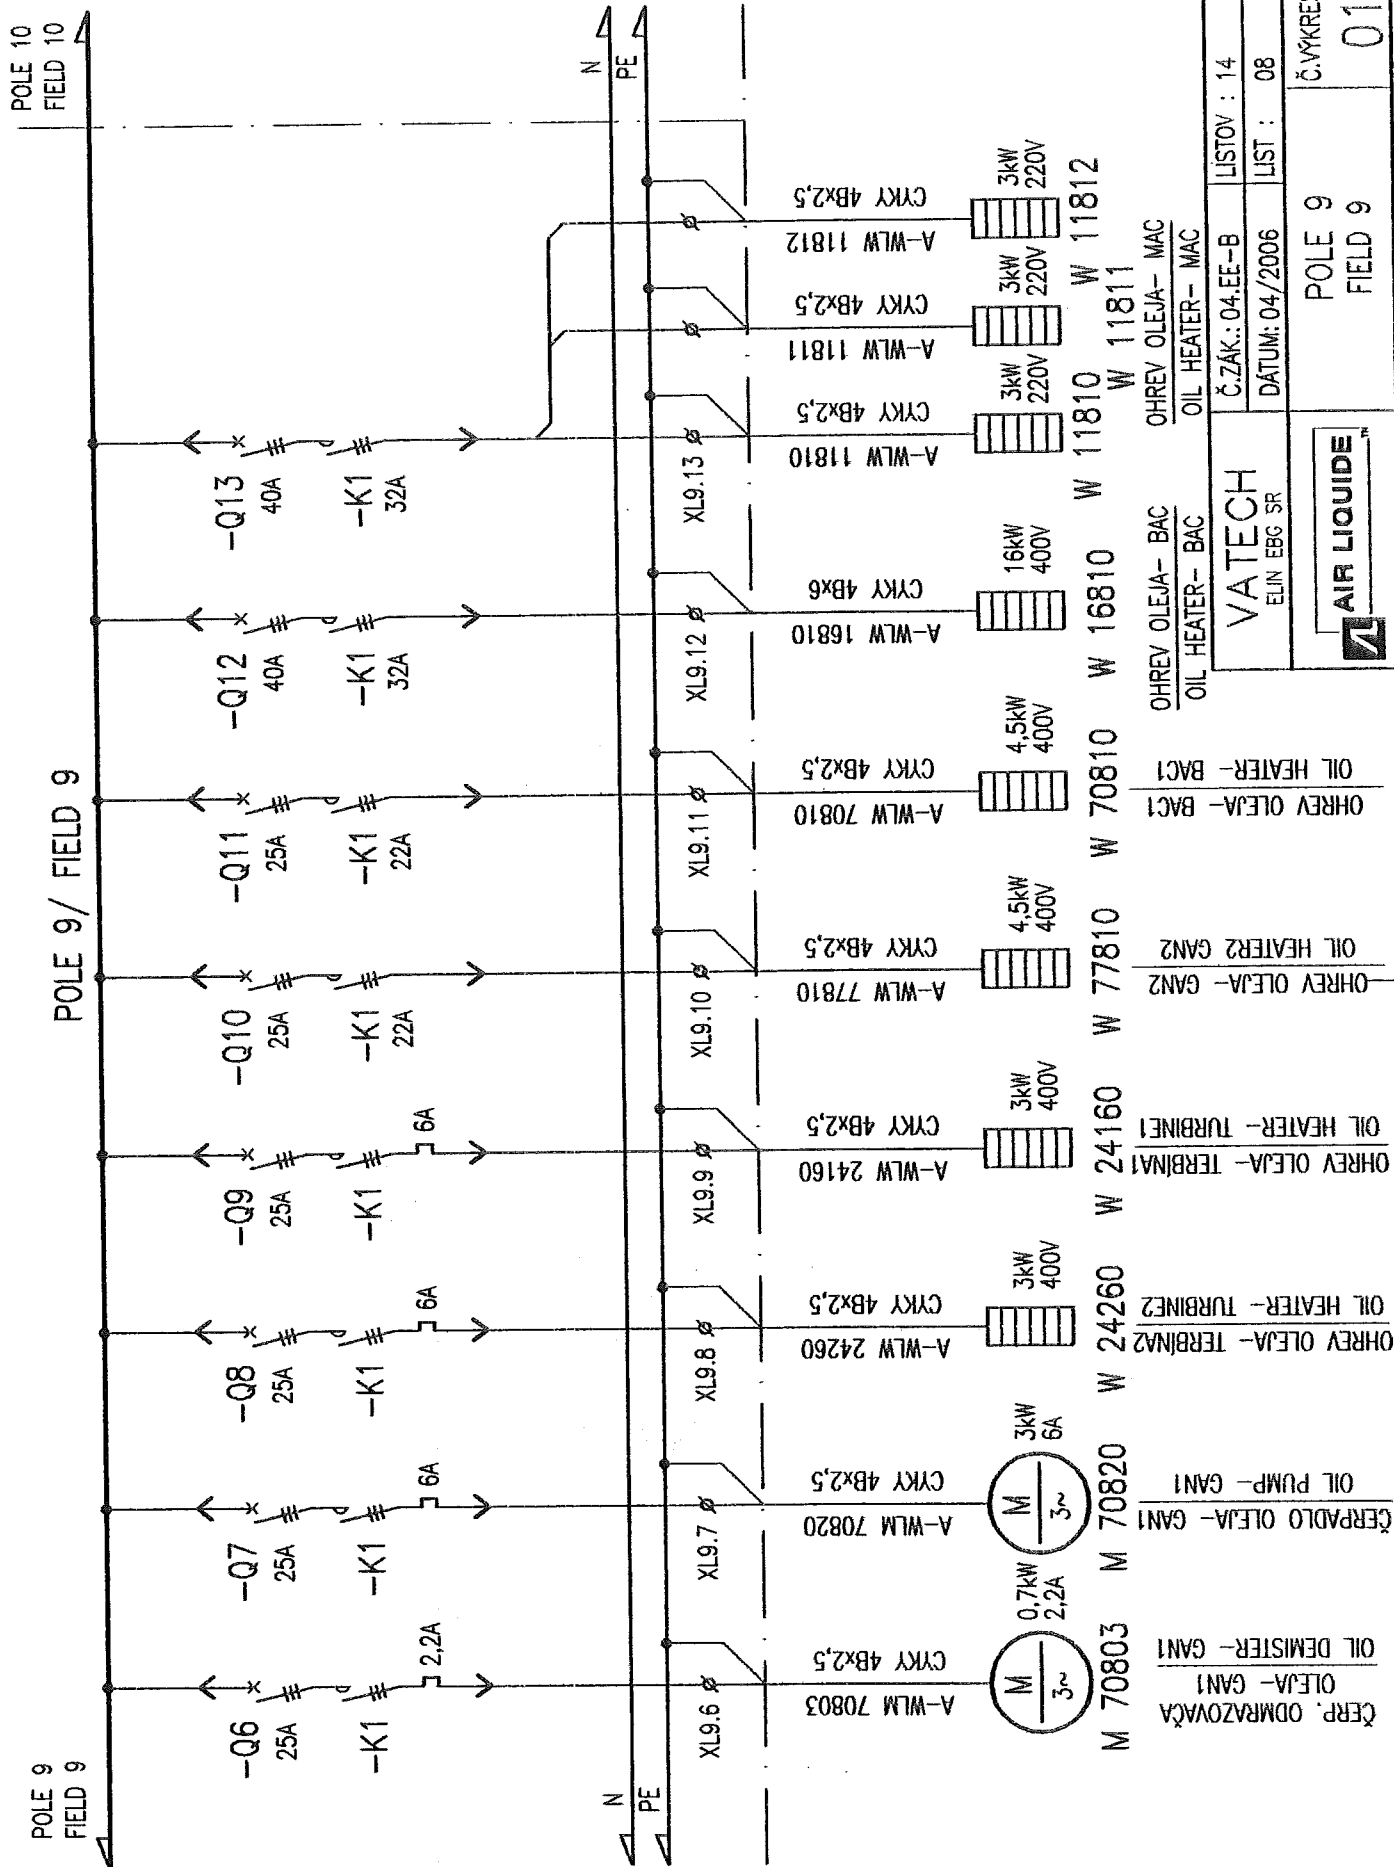 POLE 9
FIELD 9
POLE 9/ FIELD 9
POLE 10
FIELD 10
-Q6
25A
-K1
2,2A
-Q7
25A
-K1
6A
-Q8
25A
-K1
6A
-Q9
25A
-K1
6A
-Q10
25A
-K1
22A
-Q11
25A
-K1
22A
-Q12
40A
-K1
32A
-Q13
40A
-K1
32A
N
PE
N
PE
XL9.6
XL9.7
XL9.8
XL9.9
XL9.10
XL9.11
XL9.12
XL9.13
A-WLM 70803
CYKY 4Bx2,5
A-WLM 70820
CYKY 4Bx2,5
A-WLW 24260
CYKY 4Bx2,5
A-WLW 24160
CYKY 4Bx2,5
A-WLW 77810
CYKY 4Bx2,5
A-WLW 70810
CYKY 4Bx2,5
A-WLW 16810
CYKY 4Bx6
A-WLW 11810
CYKY 4Bx2,5
A-WLW 11811
CYKY 4Bx2,5
A-WLW 11812
CYKY 4Bx2,5
M
3~
0,7kW
2,2A
M
3~
3kW
6A
3kW
400V
3kW
400V
4,5kW
400V
4,5kW
400V
16kW
400V
3kW
220V
3kW
220V
3kW
220V
M 70803
M 70820
W 24260
W 24160
W 77810
W 70810
W 16810
W 11810
W 11811
W 11812
ČERP. ODMRAZOVAČA
OLEJA- GAN1
OIL DEMISTER- GAN1
ČERPADLO OLEJA- GAN1
OIL PUMP- GAN1
OHREV OLEJA- TERBÍNA2
OIL HEATER- TURBINE2
OHREV OLEJA- TERBÍNA1
OIL HEATER- TURBINE1
OHREV OLEJA- GAN2
OIL HEATER2 GAN2
OHREV OLEJA- BAC1
OIL HEATER- BAC1
OHREV OLEJA- BAC
OIL HEATER- BAC
OHREV OLEJA- MAC
OIL HEATER- MAC
VA TECH
ELIN EBG SR
Č.ZÁK.: 04.EE-B
LISTOV : 14
DÁTUM: 04/2006
LIST : 08
AIR LIQUIDE
TM
POLE 9
FIELD 9
Č.VÝKRES
01